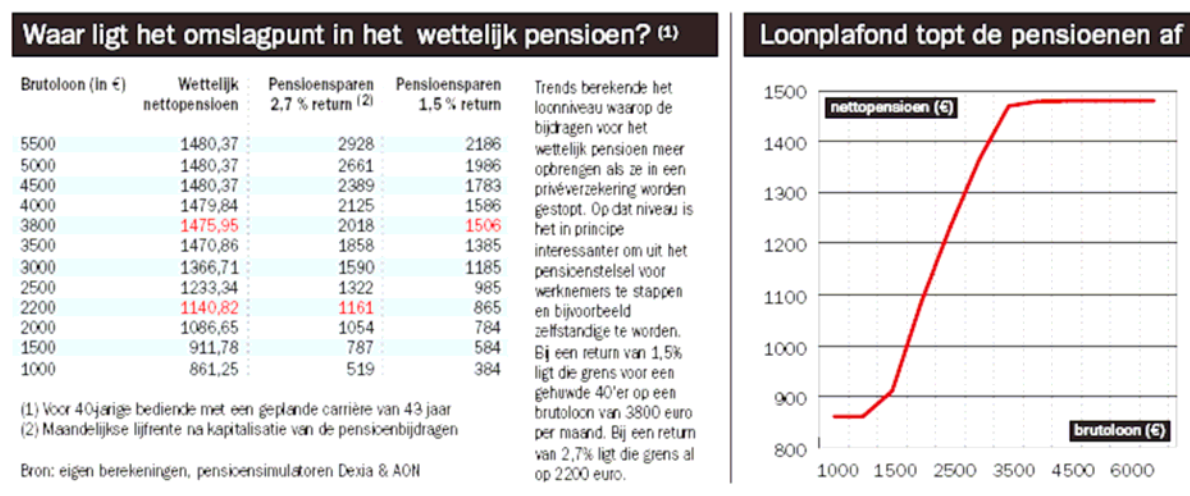 Waar ligt het omslagpunt in het wettelijk pensioen? (1)
Brutoloon (in €) Wettelijk nettopensioen Pensioensparen 2,7 % return (2) Pensioensparen 1,5 % return
5500 1480,37 2928 2186
5000 1480,37 2661 1986
4500 1480,37 2389 1783
4000 1479,84 2125 1586
3800 1475,95 2018 1506
3500 1470,86 1858 1385
3000 1366,71 1590 1185
2500 1233,34 1322 985
2200 1140,82 1161 865
2000 1086,65 1054 784
1500 911,78 787 584
1000 861,25 519 384
(1) Voor 40-jarige bediende met een geplande carrière van 43 jaar
(2) Maandelijkse lijfrente na kapitalisatie van de pensioenbijdragen
Bron: eigen berekeningen, pensioensimulatoren Dexia & AON
Trends berekende het
loonniveau waarop de
bijdragen voor het
wettelijk pensioen meer
opbrengen als ze in een
privéverzekering worden
gestopt. Op dat niveau is
het in principe
interessanter om uit het
pensioenstelsel voor
werknemers te stappen
en bijvoorbeeld
zelfstandige te worden.
Bij een return van 1,5%
ligt die grens voor een
gehuwde 40'er op een
brutoloon van 3800 euro
per maand. Bij een return
van 2,7% ligt die grens al
op 2200 euro.
Loonplafond topt de pensioenen af
nettopensioen (€)
1500
1400
1300
1200
1100
1000
900
800
brutoloon (€)
1000 1500 2500 3500 4500 6000